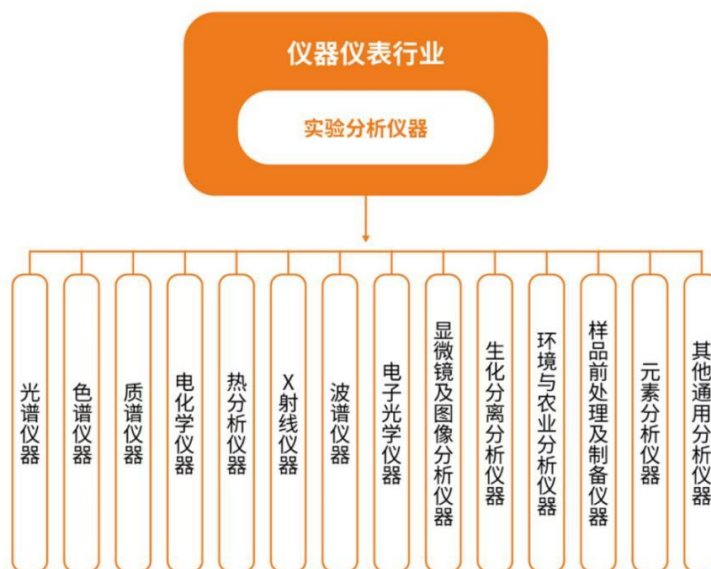 仪器仪表行业
实验分析仪器
光谱仪器
色谱仪器
质谱仪器
电化学仪器
热分析仪器
X射线仪器
波谱仪器
电子光学仪器
显微镜及图像分析仪器
生化分离分析仪器
环境与农业分析仪器
样品前处理及制备仪器
元素分析仪器
其他通用分析仪器